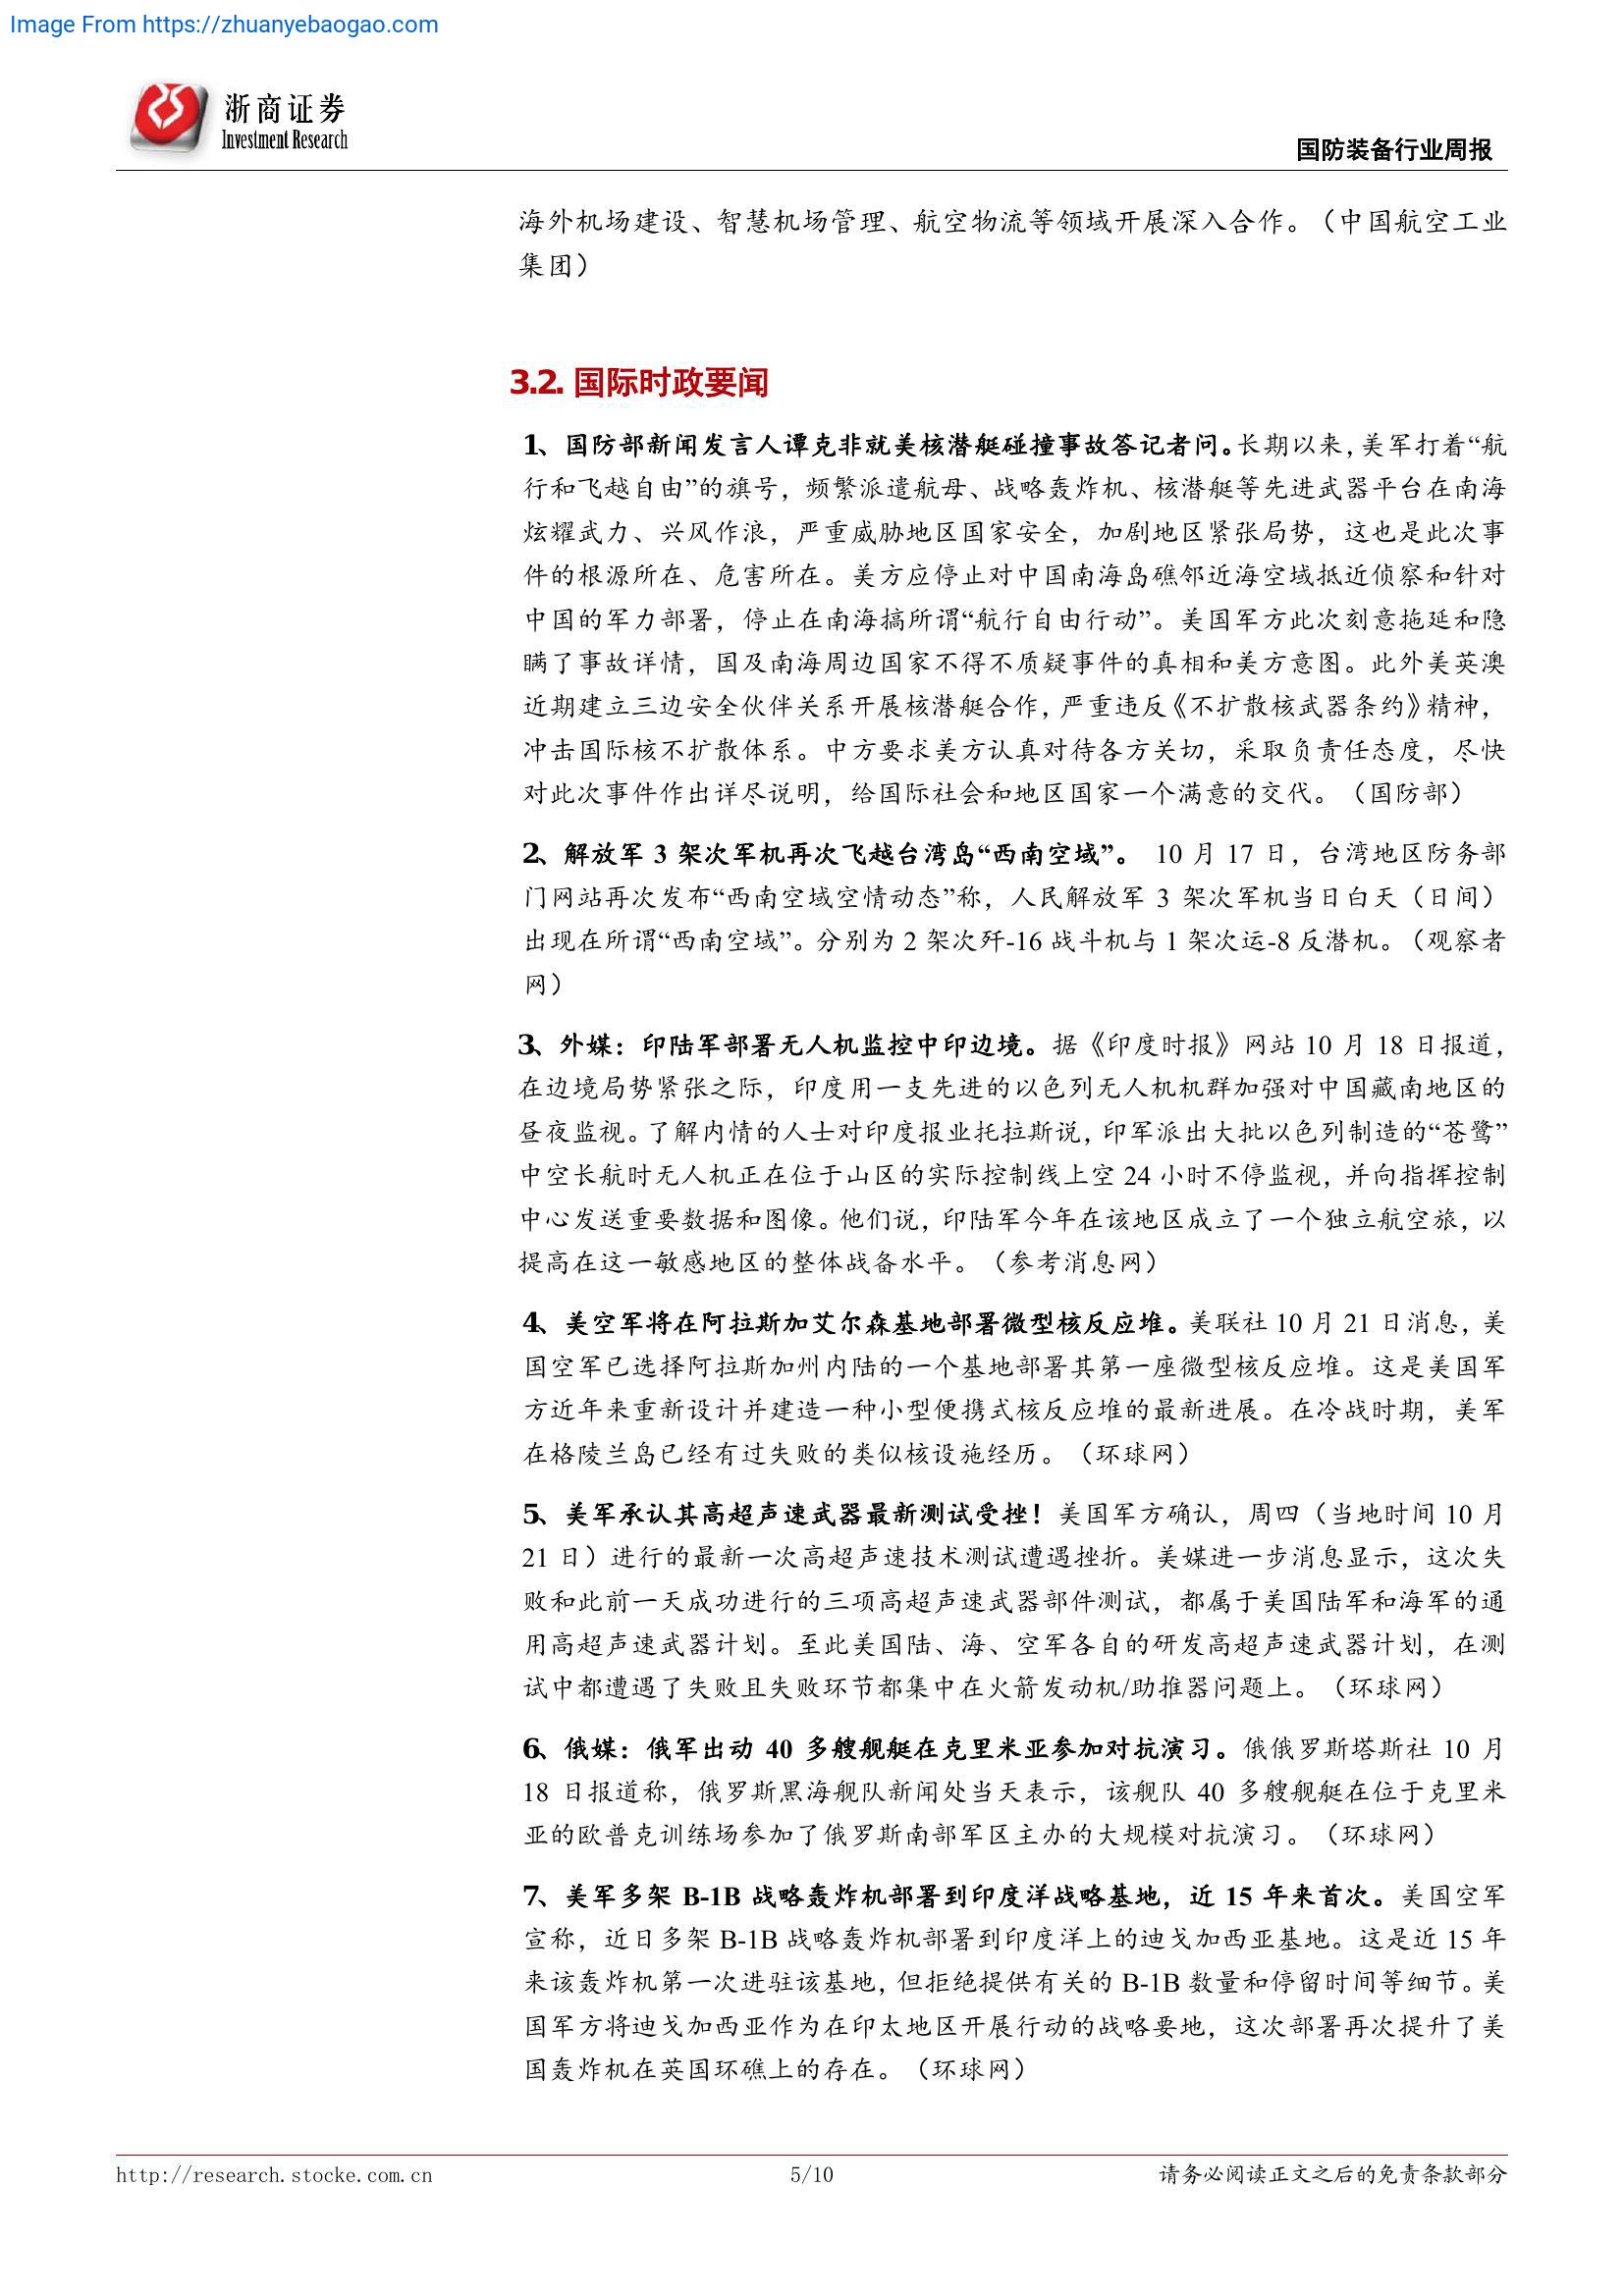 Image From https://zhuanyebaogao.com
浙商证券
Investment Research
国防装备行业周报
海外机场建设、智慧机场管理、航空物流等领域开展深入合作。（中国航空工业
集团）
3.2. 国际时政要闻
1、国防部新闻发言人谭克非就美核潜艇碰撞事故答记者问。长期以来，美军打着“航
行和飞越自由”的旗号，频繁派遣航母、战略轰炸机、核潜艇等先进武器平台在南海
炫耀武力、兴风作浪，严重威胁地区国家安全，加剧地区紧张局势，这也是此次事
件的根源所在、危害所在。美方应停止对中国南海岛礁邻近海空域抵近侦察和针对
中国的军力部署，停止在南海搞所谓“航行自由行动”。美国军方此次刻意拖延和隐
瞒了事故详情，国及南海周边国家不得不质疑事件的真相和美方意图。此外美英澳
近期建立三边安全伙伴关系开展核潜艇合作，严重违反《不扩散核武器条约》精神，
冲击国际核不扩散体系。中方要求美方认真对待各方关切，采取负责任态度，尽快
对此次事件作出详尽说明，给国际社会和地区国家一个满意的交代。（国防部）
2、解放军 3 架次军机再次飞越台湾岛“西南空域”。 10 月 17 日，台湾地区防务部
门网站再次发布“西南空域空情动态”称，人民解放军 3 架次军机当日白天（日间）
出现在所谓“西南空域”。分别为 2 架次歼-16 战斗机与 1 架次运-8 反潜机。（观察者
网）
3、外媒：印陆军部署无人机监控中印边境。据《印度时报》网站 10 月 18 日报道，
在边境局势紧张之际，印度用一支先进的以色列无人机机群加强对中国藏南地区的
昼夜监视。了解内情的人士对印度报业托拉斯说，印军派出大批以色列制造的“苍鹭”
中空长航时无人机正在位于山区的实际控制线上空 24 小时不停监视，并向指挥控制
中心发送重要数据和图像。他们说，印陆军今年在该地区成立了一个独立航空旅，以
提高在这一敏感地区的整体战备水平。（参考消息网）
4、美空军将在阿拉斯加艾尔森基地部署微型核反应堆。美联社 10 月 21 日消息，美
国空军已选择阿拉斯加州内陆的一个基地部署其第一座微型核反应堆。这是美国军
方近年来重新设计并建造一种小型便携式核反应堆的最新进展。在冷战时期，美军
在格陵兰岛已经有过失败的类似核设施经历。（环球网）
5、美军承认其高超声速武器最新测试受挫！美国军方确认，周四（当地时间 10 月
21 日）进行的最新一次高超声速技术测试遭遇挫折。美媒进一步消息显示，这次失
败和此前一天成功进行的三项高超声速武器部件测试，都属于美国陆军和海军的通
用高超声速武器计划。至此美国陆、海、空军各自的研发高超声速武器计划，在测
试中都遭遇了失败且失败环节都集中在火箭发动机/助推器问题上。（环球网）
6、俄媒：俄军出动 40 多艘舰艇在克里米亚参加对抗演习。俄俄罗斯塔斯社 10 月
18 日报道称，俄罗斯黑海舰队新闻处当天表示，该舰队 40 多艘舰艇在位于克里米
亚的欧普克训练场参加了俄罗斯南部军区主办的大规模对抗演习。（环球网）
7、美军多架 B-1B 战略轰炸机部署到印度洋战略基地，近 15 年来首次。美国空军
宣称，近日多架 B-1B 战略轰炸机部署到印度洋上的迪戈加西亚基地。这是近 15 年
来该轰炸机第一次进驻该基地，但拒绝提供有关的 B-1B 数量和停留时间等细节。美
国军方将迪戈加西亚作为在印太地区开展行动的战略要地，这次部署再次提升了美
国轰炸机在英国环礁上的存在。（环球网）
http://research.stocke.com.cn
5/10
请务必阅读正文之后的免责条款部分